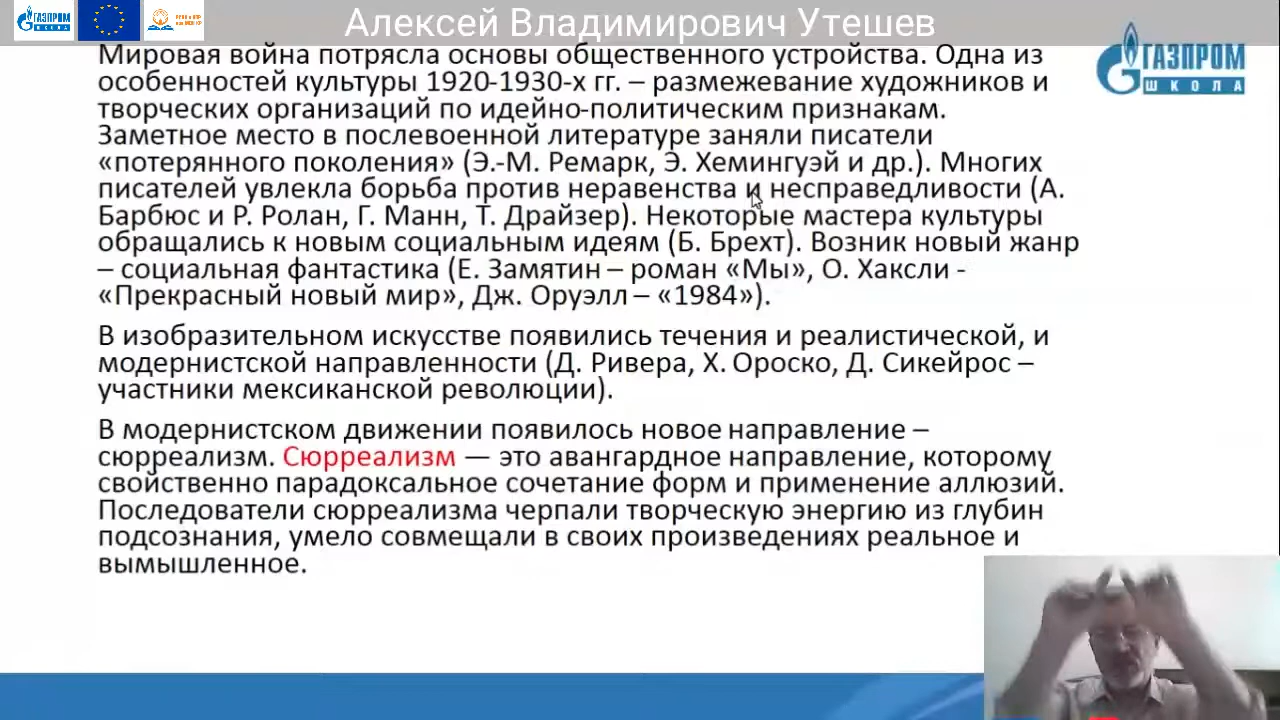 Алексей Владимирович Утешев
ГАЗПРОМ
ШКОЛА
ГАЗПРОМ
ШКОЛА
Мировая война потрясла основы общественного устройства. Одна из
особенностей культуры 1920-1930-х гг. – размежевание художников и
творческих организаций по идейно-политическим признакам.
Заметное место в послевоенной литературе заняли писатели
«потерянного поколения» (Э.-М. Ремарк, Э. Хемингуэй и др.). Многих
писателей увлекла борьба против неравенства и несправедливости (А.
Барбюс и Р. Ролан, Г. Манн, Т. Драйзер). Некоторые мастера культуры
обращались к новым социальным идеям (Б. Брехт). Возник новый жанр
– социальная фантастика (Е. Замятин – роман «Мы», О. Хаксли -
«Прекрасный новый мир», Дж. Оруэлл – «1984»).
В изобразительном искусстве появились течения и реалистической, и
модернистской направленности (Д. Ривера, Х. Ороско, Д. Сикейрос –
участники мексиканской революции).
В модернистском движении появилось новое направление –
сюрреализм. Сюрреализм — это авангардное направление, которому
свойственно парадоксальное сочетание форм и применение аллюзий.
Последователи сюрреализма черпали творческую энергию из глубин
подсознания, умело совмещали в своих произведениях реальное и
вымышленное.